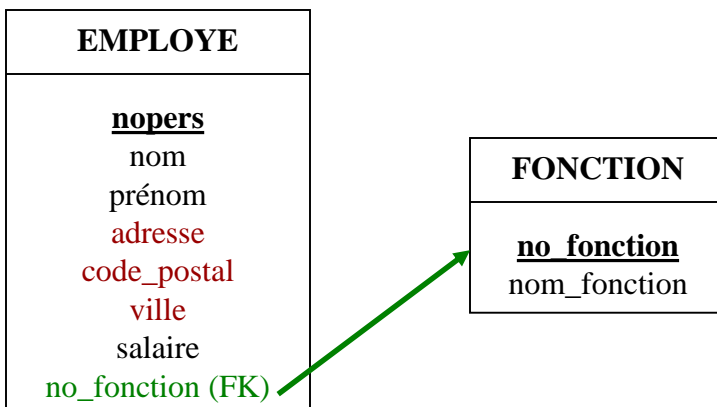 EMPLOYE
nopers
nom
prénom
adresse
code_postal
ville
salaire
no_fonction (FK)
FONCTION
no_fonction
nom_fonction